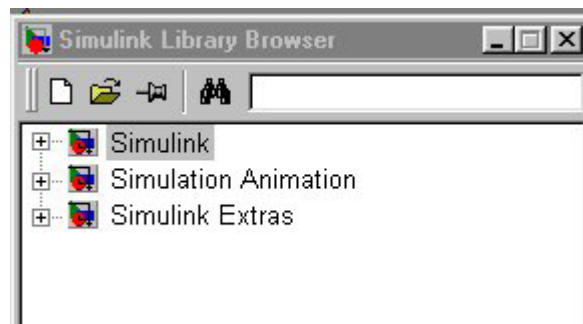 Simulink Library Browser
Simulink
Simulation Animation
Simulink Extras